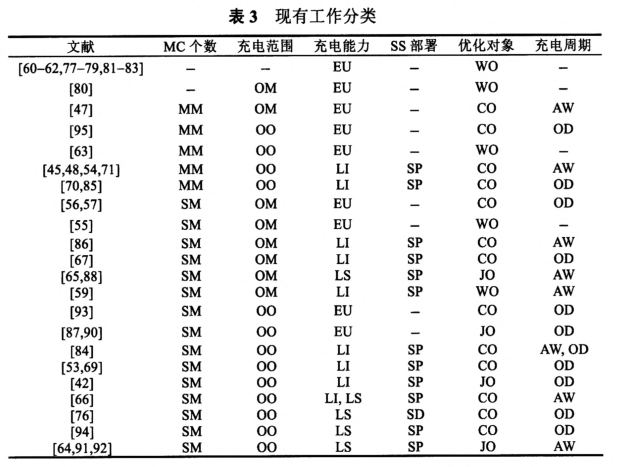 表 3 现有工作分类
文献 MC 个数 充电范围 充电能力 SS 部署 优化对象 充电周期
[60–62,77–79,81–83] – – EU – WO –
[80] – OM EU – WO –
[47] MM OM EU – CO AW
[95] MM OO EU – CO OD
[63] MM OO EU – WO –
[45,48,54,71] MM OO LI SP CO AW
[70,85] MM OO LI SP CO OD
[56,57] SM OM EU – CO OD
[55] SM OM EU – WO –
[86] SM OM LI SP CO AW
[67] SM OM LI SP CO OD
[65,88] SM OM LS SP JO AW
[59] SM OM LI SP WO AW
[93] SM OO EU – CO OD
[87,90] SM OO EU – JO OD
[84] SM OO LI SP CO AW, OD
[53,69] SM OO LI SP CO OD
[42] SM OO LI SP JO OD
[66] SM OO LI, LS SP CO AW
[76] SM OO LS SD CO OD
[94] SM OO LS SP CO OD
[64,91,92] SM OO LS SP JO AW